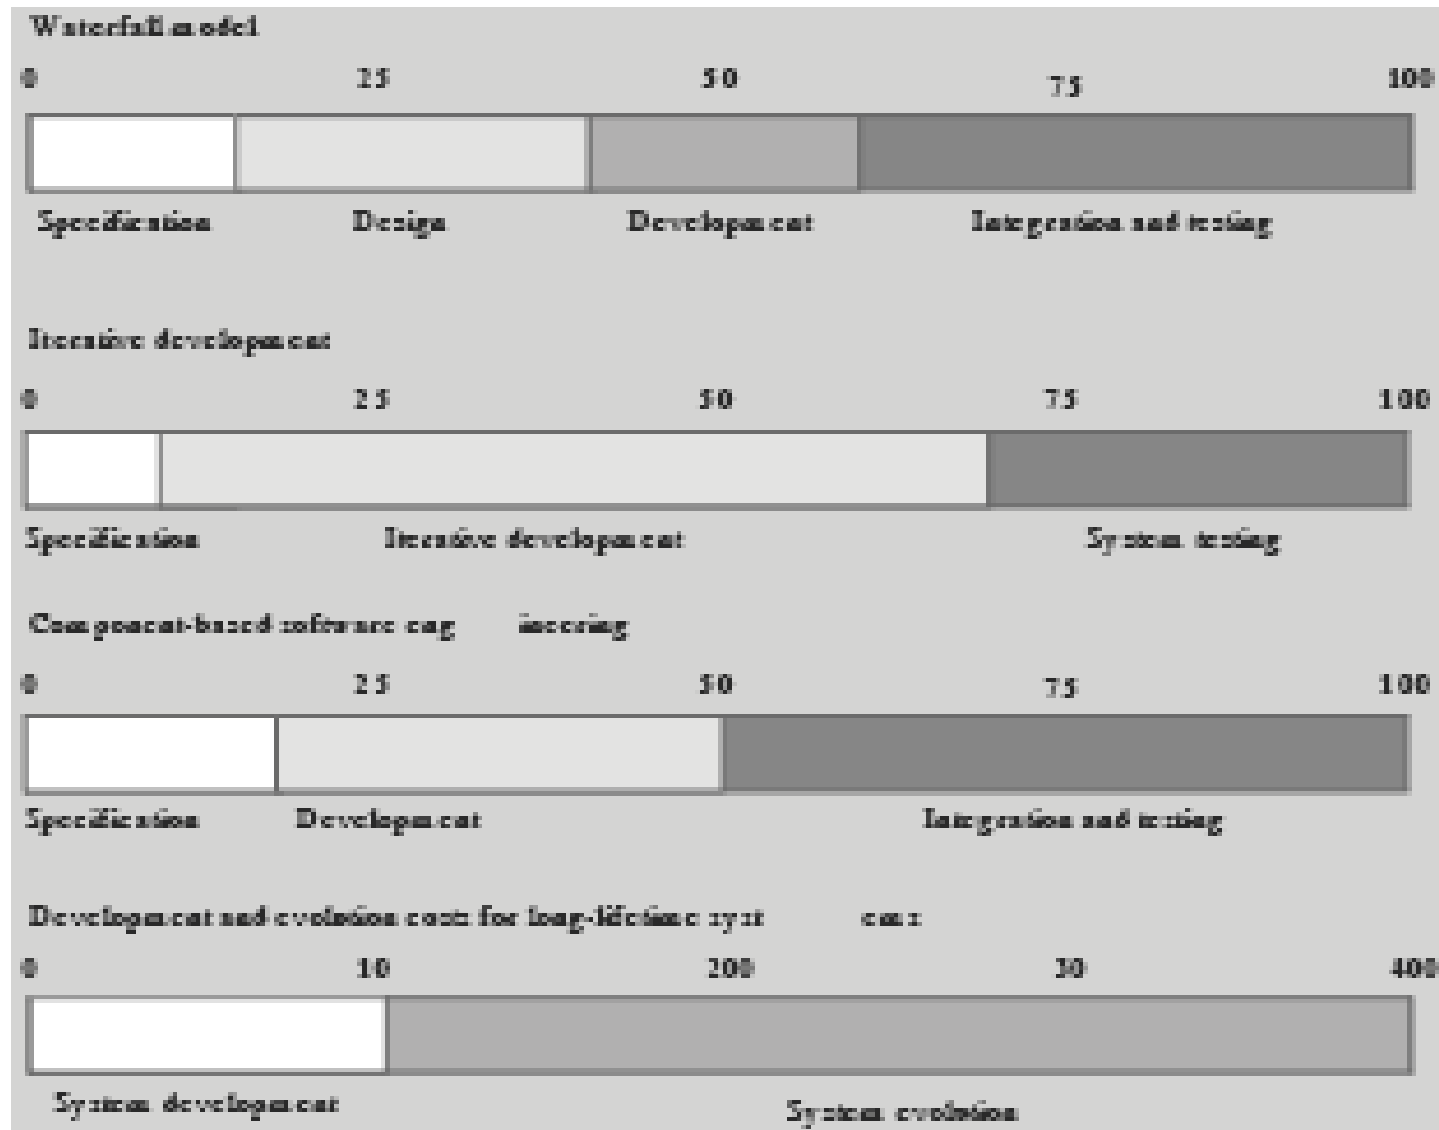 Waterfall model
0 25 50 75 100
Specification Design Development Integration and testing
Iterative development
0 25 50 75 100
Specification Iterative development System testing
Component-based software eng ineering
0 25 50 75 100
Specification Development Integration and testing
Development and evolution costs for long-lifetime syst ems
0 10 200 30 400
System development System evolution